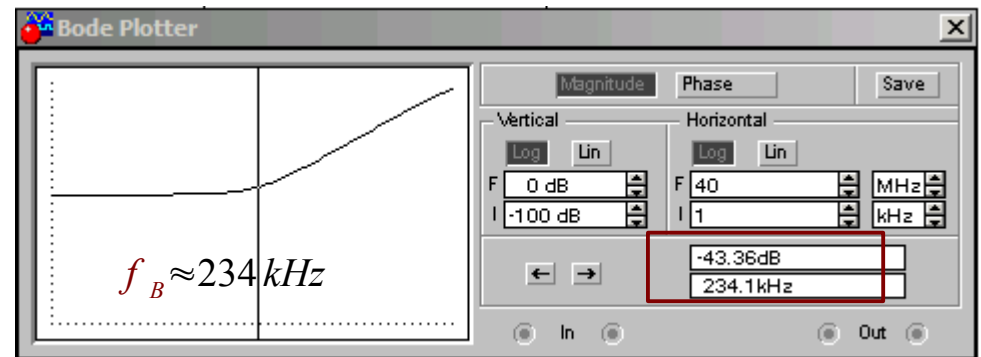 Bode Plotter
Magnitude Phase Save
Vertical Horizontal
Log Lin Log Lin
F 0 dB F 40 MHz
I -100 dB I 1 kHz
-43.36dB
234.1kHz
In Out
f B ≈234 kHz